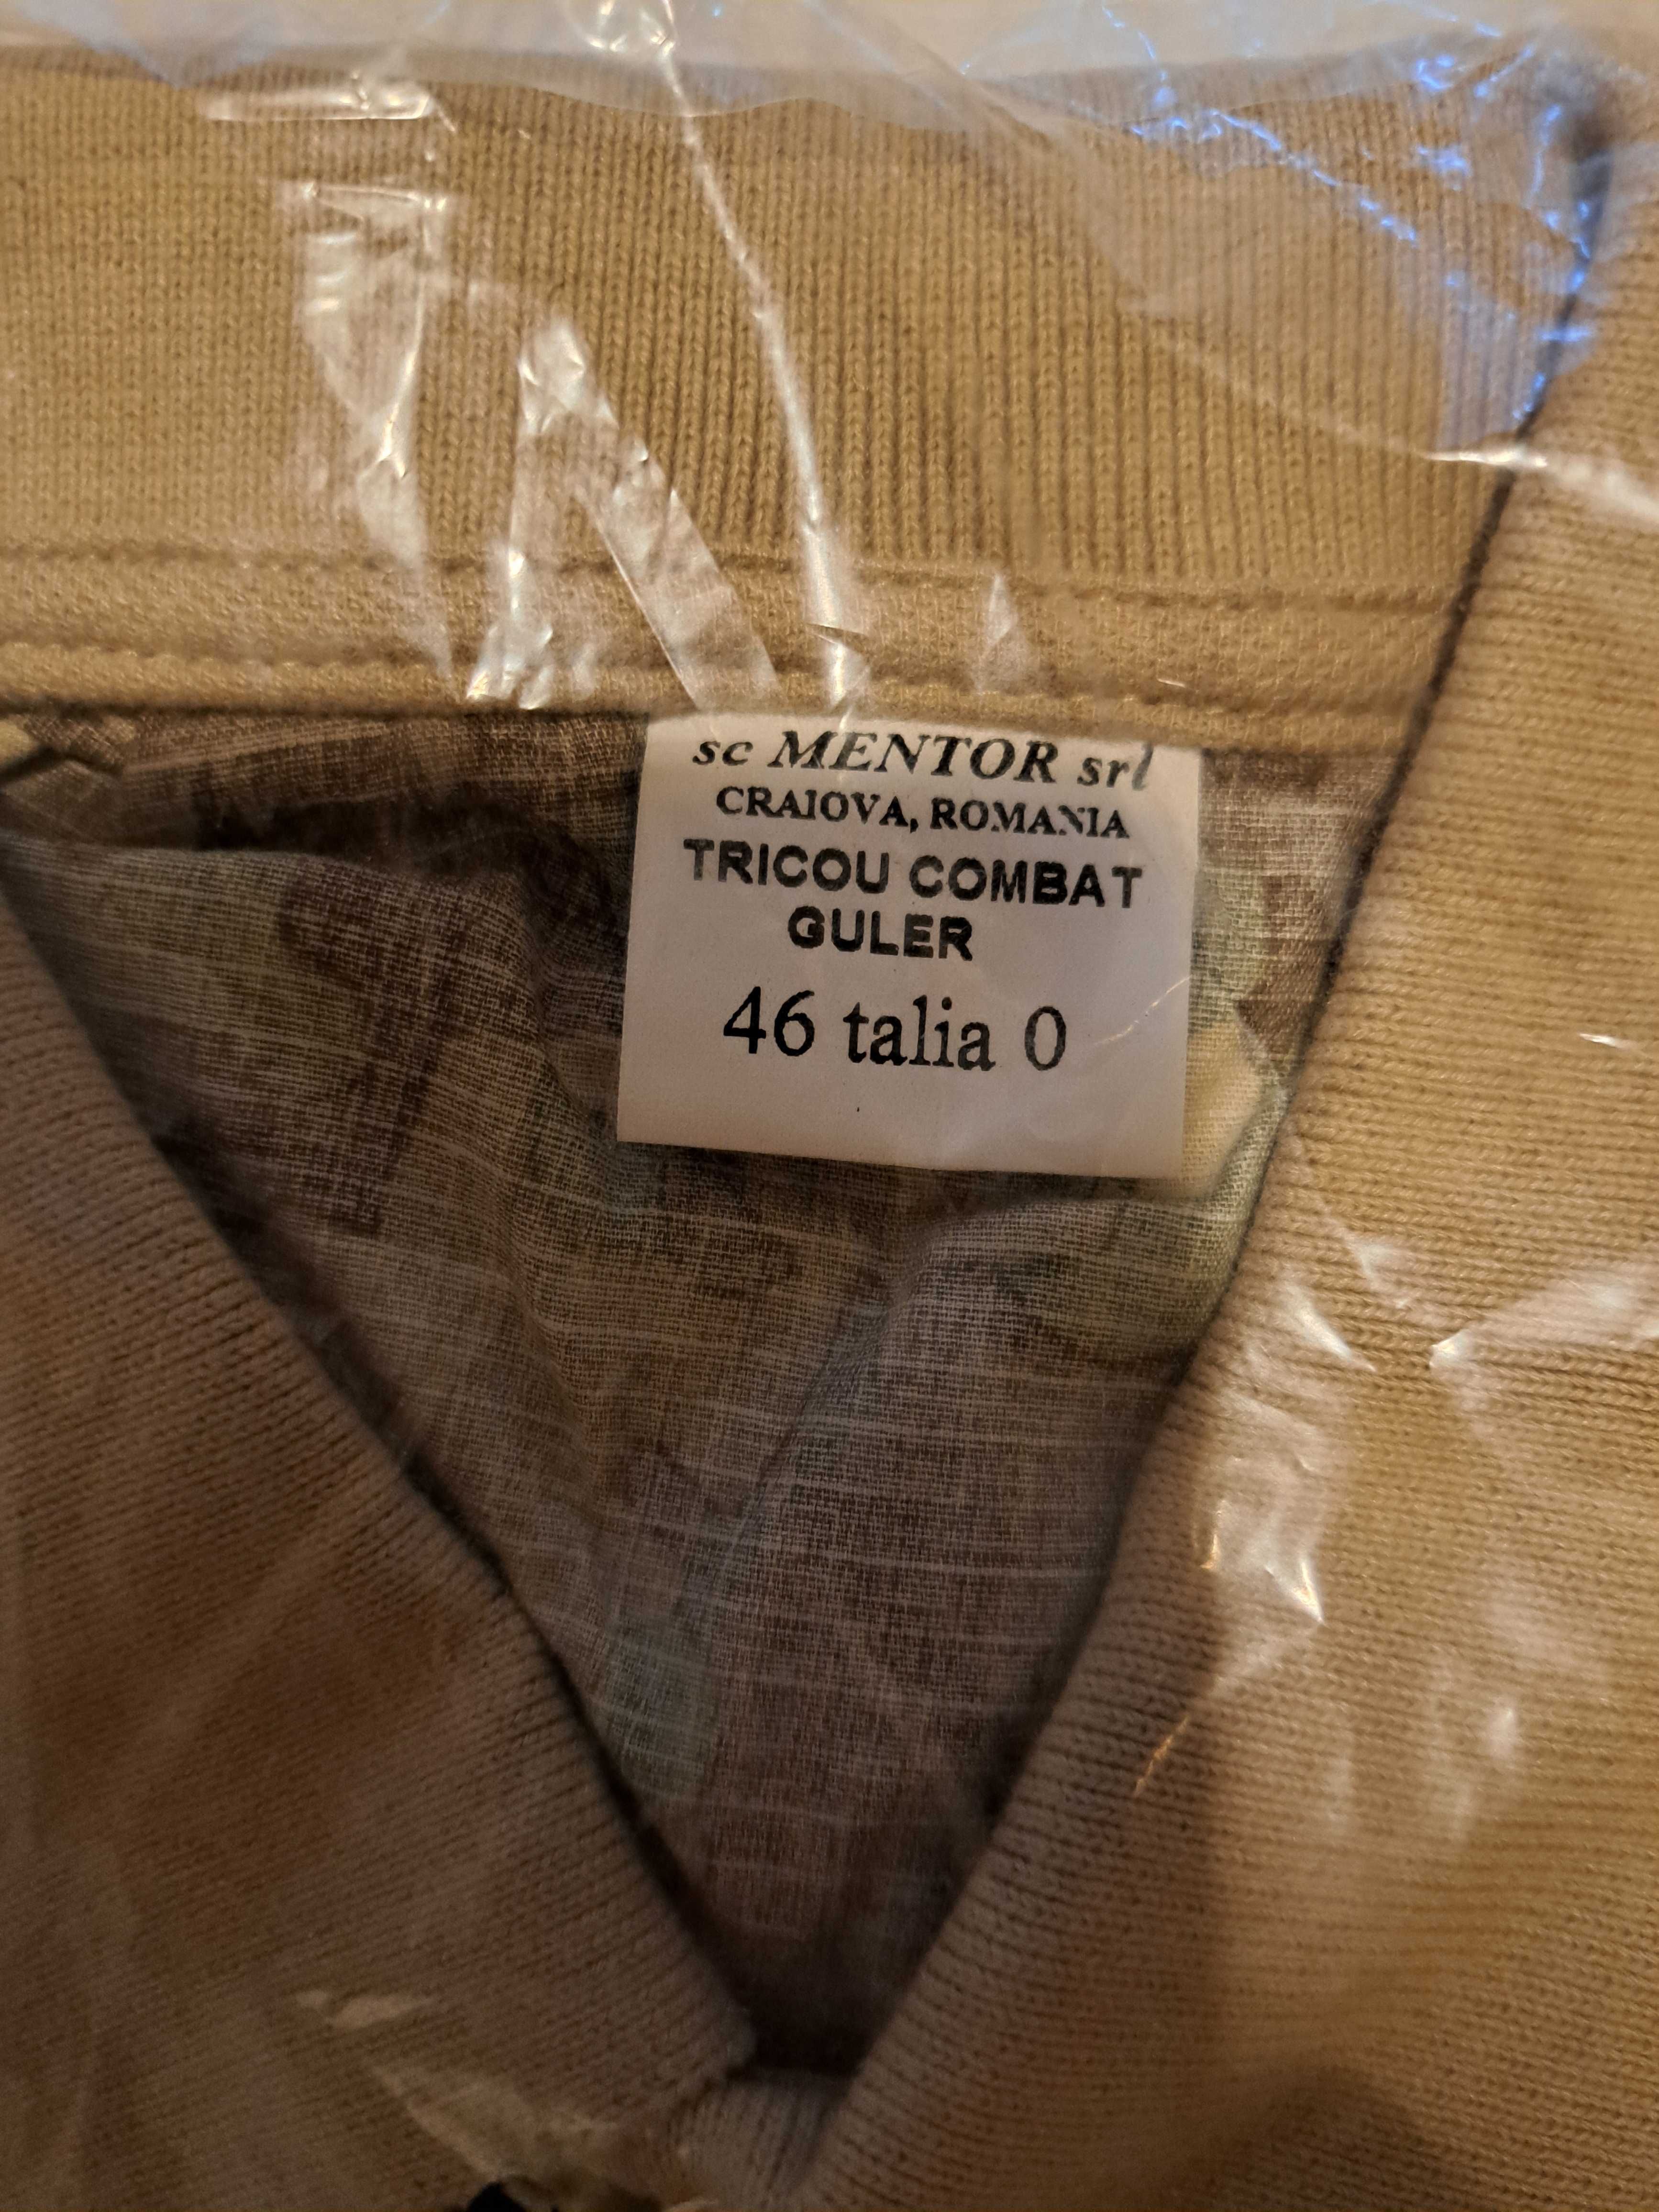 sc MENTOR srl
CRAIOVA, ROMANIA
TRICOU COMBAT
GULER
46 talia 0